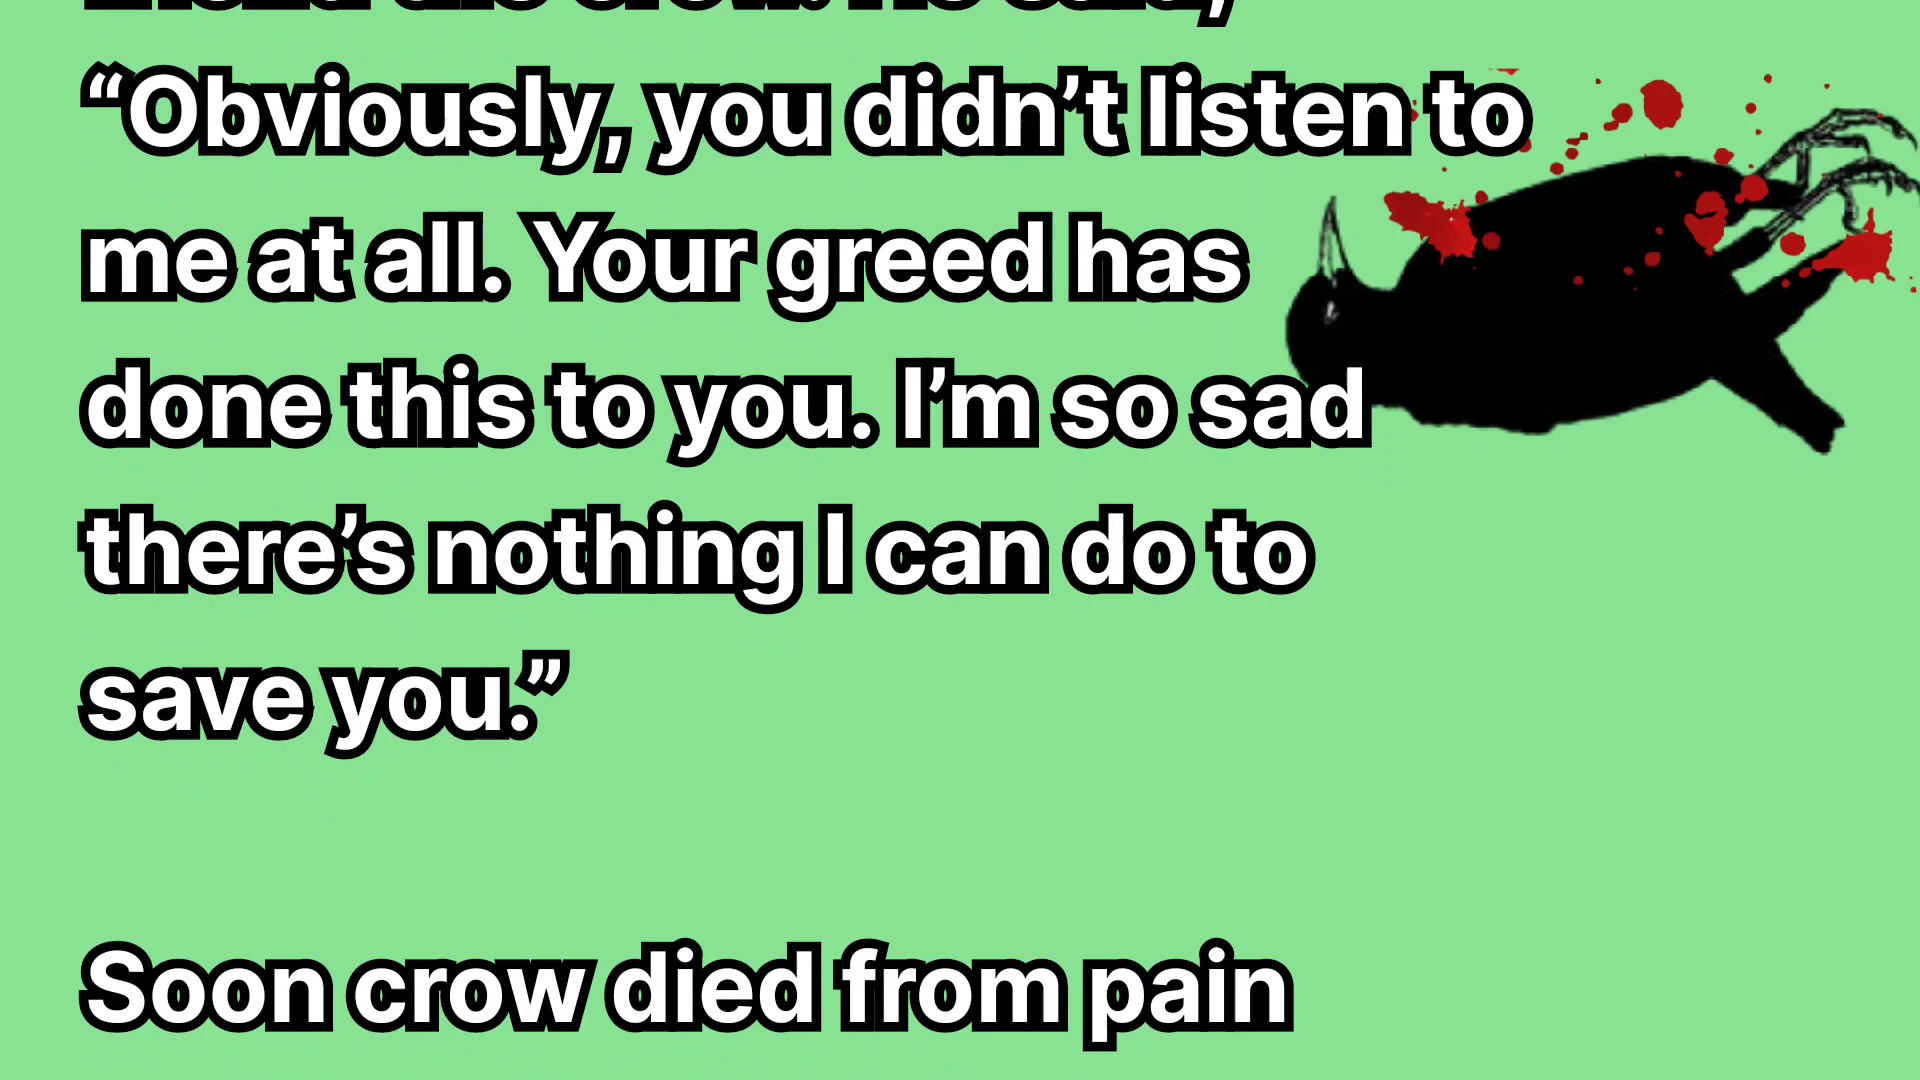 “Obviously, you didn’t listen to
me at all. Your greed has
done this to you. I’m so sad
there’s nothing I can do to
save you.”
Soon crow died from pain